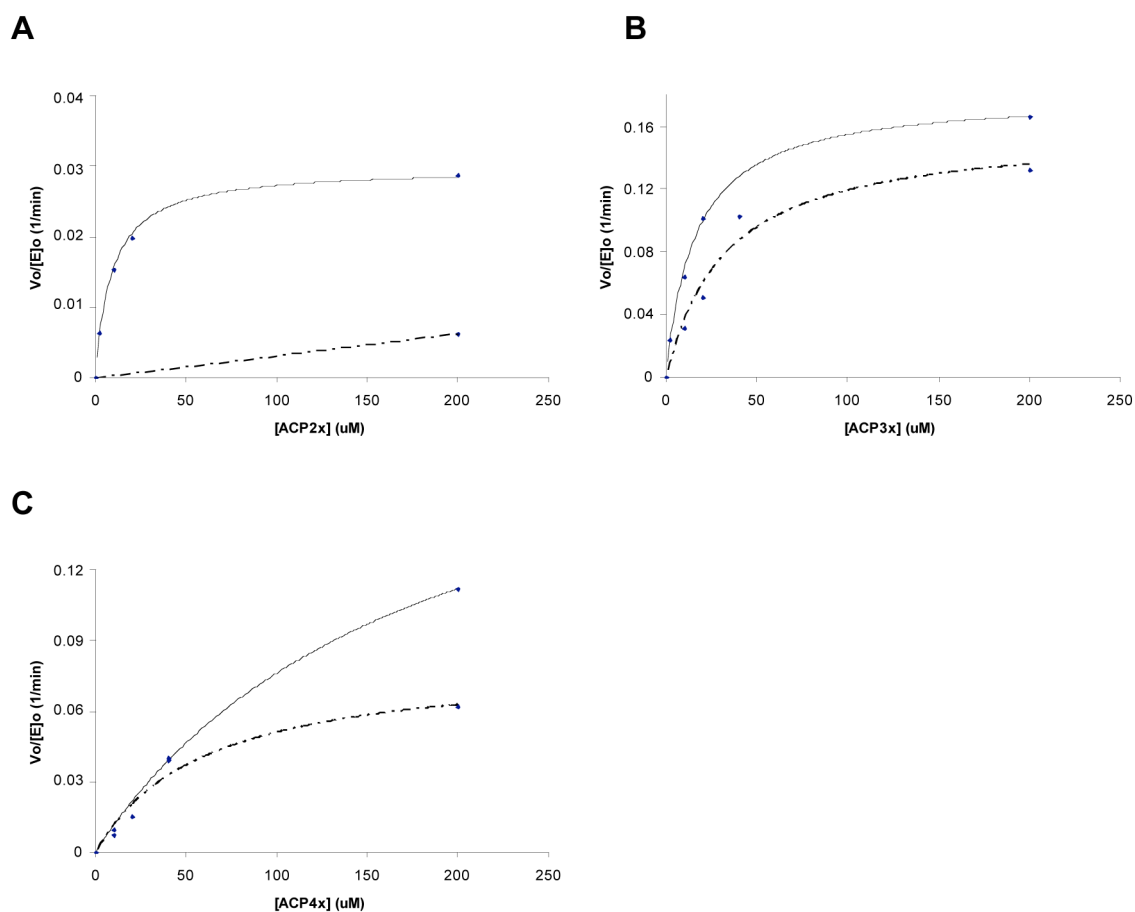 A
B
0.04
0.03
0.02
0.01
0
Vo/[E]o (1/min)
0 50 100 150 200 250
[ACP2x] (uM)
0.16
0.12
0.08
0.04
0
Vo/[E]o (1/min)
0 50 100 150 200 250
[ACP3x] (uM)
C
0.12
0.09
0.06
0.03
0
Vo/[E]o (1/min)
0 50 100 150 200 250
[ACP4x] (uM)